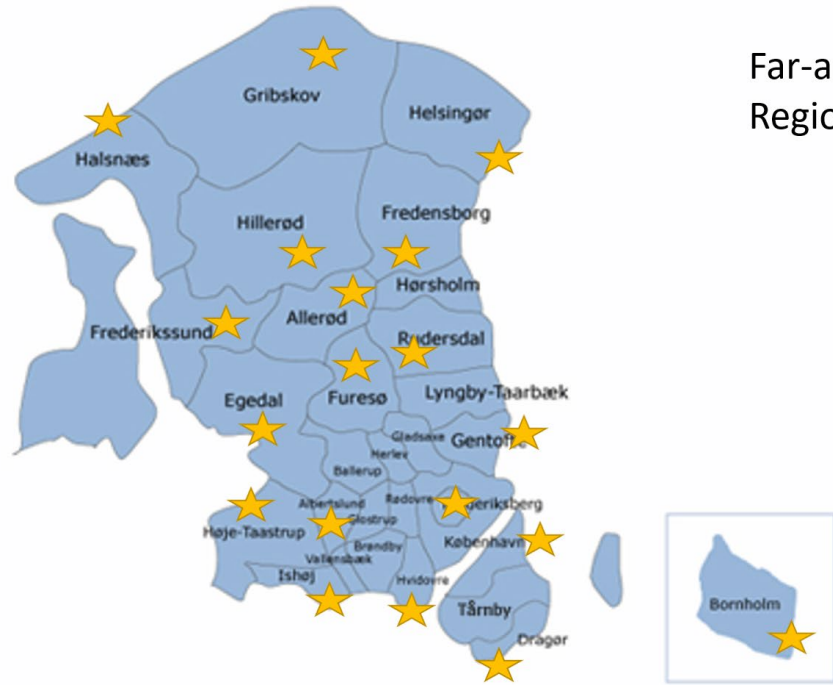 Far-a
Regio
Gribskov
Helsingør
Halsnæs
Hillerød
Fredensborg
Hørsholm
Allerød
Frederikssund
Rudersdal
Egedal
Furesø
Lyngby-Taarbæk
Gladsaxe
Gentofte
Herlev
Ballerup
Albertslund
Rødovre
Frederiksberg
Glostrup
Høje-Taastrup
København
Brøndby
Vallensbæk
Ishøj
Hvidovre
Tårnby
Bornholm
Dragør